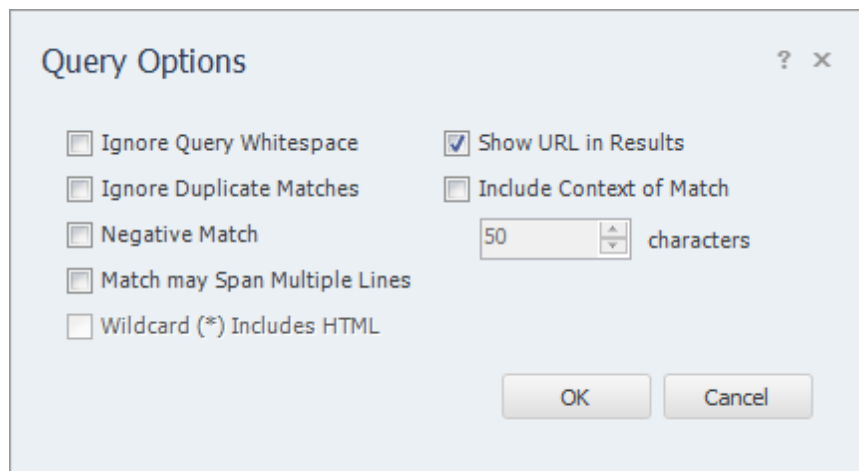 Query Options
?
Ignore Query Whitespace
Ignore Duplicate Matches
Negative Match
Match may Span Multiple Lines
Wildcard (*) Includes HTML
Show URL in Results
Include Context of Match
50 characters
OK
Cancel